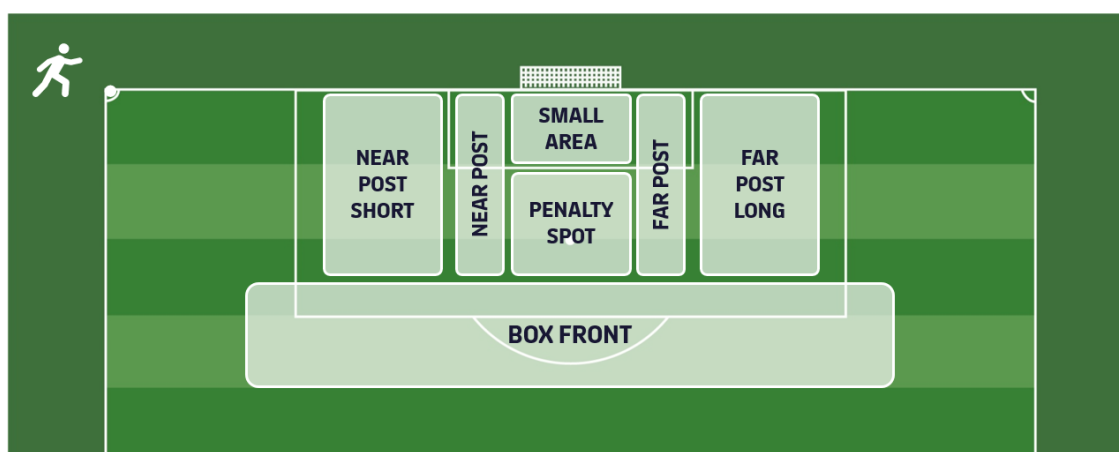 NEAR
POST
SHORT
NEAR POST
SMALL
AREA
PENALTY
SPOT
FAR POST
FAR
POST
LONG
BOX FRONT